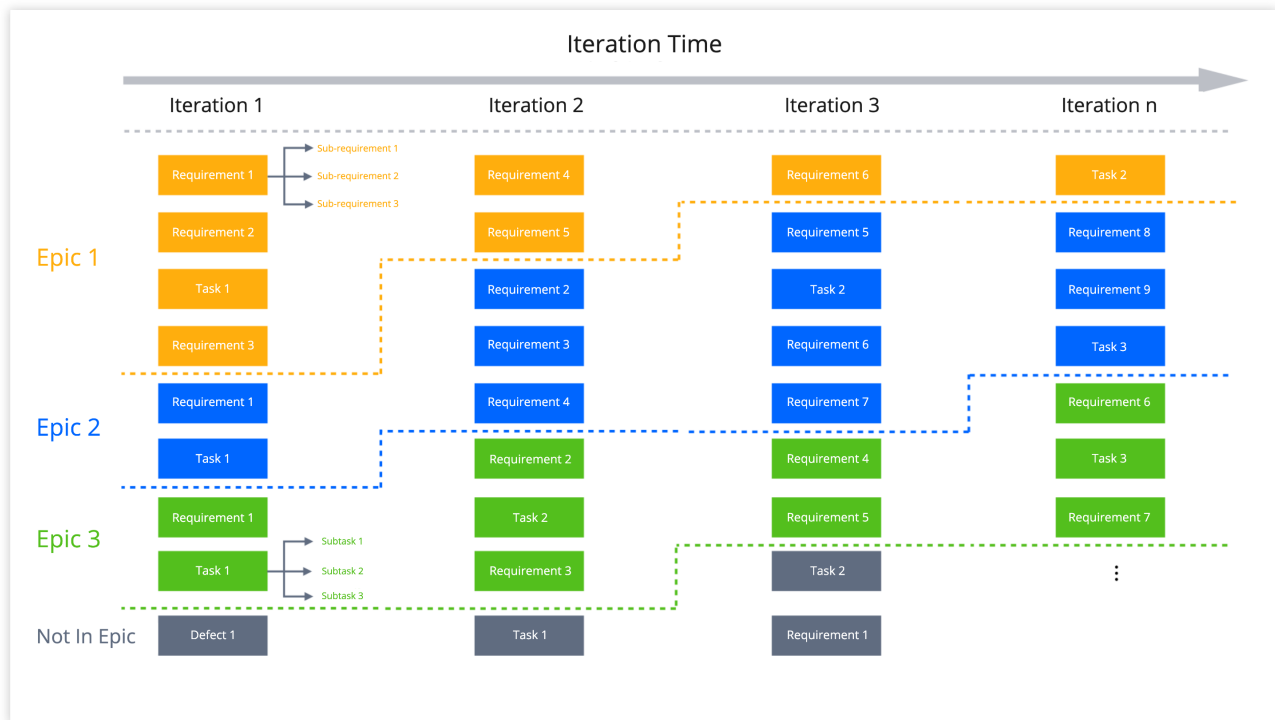 Iteration Time
Iteration 1 Iteration 2 Iteration 3 Iteration n
Sub-requirement 1
Requirement 1 Sub-requirement 2 Requirement 4 Requirement 6 Task 2
Sub-requirement 3
Requirement 2 Requirement 5 Requirement 5 Requirement 8
Epic 1
Task 1 Requirement 2 Task 2 Requirement 9
Requirement 3 Requirement 3 Requirement 6 Task 3
Requirement 1 Requirement 4 Requirement 7 Requirement 6
Epic 2
Task 1 Requirement 2 Requirement 4 Task 3
Requirement 1 Task 2 Requirement 5 Requirement 7
Epic 3
Subtask 1
Task 1 Subtask 2 Requirement 3 Task 2
Subtask 3
Not In Epic Defect 1 Task 1 Requirement 1